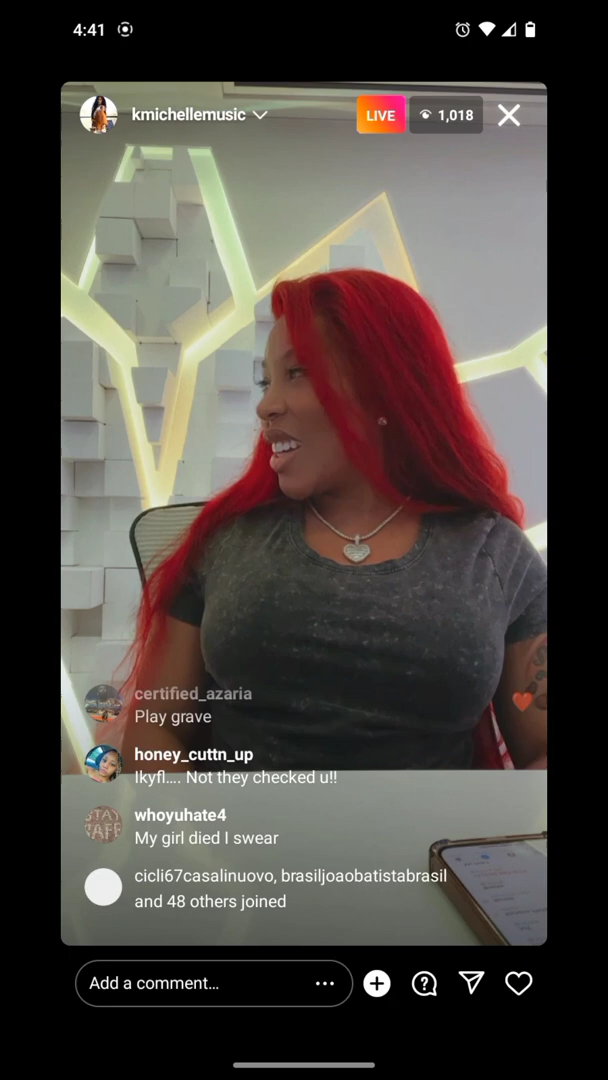 4:41
kmichellemusic
LIVE
1,018
certified_azaria
Play grave
honey_cuttn_up
Ikyfl.... Not they checked u!!
whoyuhate4
My girl died I swear
cicli67casalinuovo, brasiljoaobatistabrasil
and 48 others joined
Add a comment...